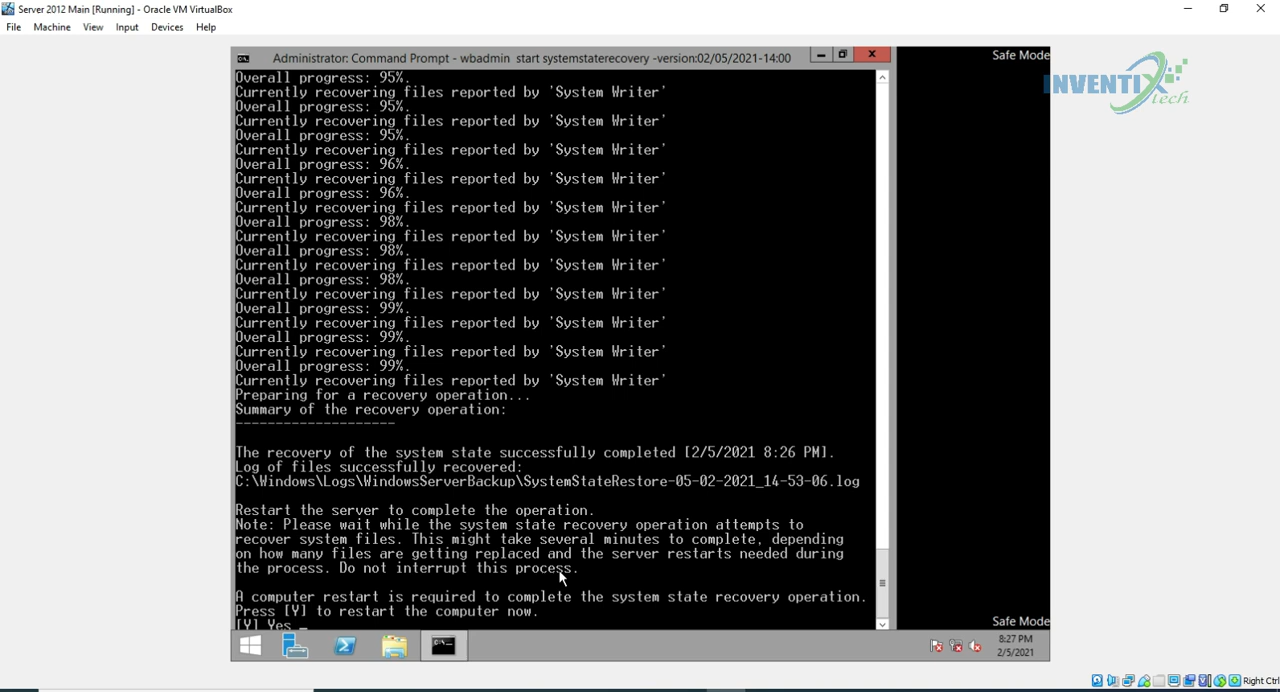 Server 2012 Main [Running] - Oracle VM VirtualBox
File Machine View Input Devices Help
Administrator: Command Prompt - wbadmin start systemstaterecovery -version:02/05/2021-14:00
Safe Mode
INVENTIX
tech
Overall progress: 95%.
Currently recovering files reported by 'System Writer'
Overall progress: 95%.
Currently recovering files reported by 'System Writer'
Overall progress: 95%.
Currently recovering files reported by 'System Writer'
Overall progress: 96%.
Currently recovering files reported by 'System Writer'
Overall progress: 96%.
Currently recovering files reported by 'System Writer'
Overall progress: 98%.
Currently recovering files reported by 'System Writer'
Overall progress: 98%.
Currently recovering files reported by 'System Writer'
Overall progress: 98%.
Currently recovering files reported by 'System Writer'
Overall progress: 99%.
Currently recovering files reported by 'System Writer'
Overall progress: 99%.
Currently recovering files reported by 'System Writer'
Overall progress: 99%.
Currently recovering files reported by 'System Writer'
Preparing for a recovery operation...
Summary of the recovery operation:
--------------------
The recovery of the system state successfully completed [2/5/2021 8:26 PM].
Log of files successfully recovered:
C:\Windows\Logs\WindowsServerBackup\SystemStateRestore-05-02-2021_14-53-06.log
Restart the server to complete the operation.
Note: Please wait while the system state recovery operation attempts to
recover system files. This might take several minutes to complete, depending
on how many files are getting replaced and the server restarts needed during
the process. Do not interrupt this process.
A computer restart is required to complete the system state recovery operation.
Press [Y] to restart the computer now.
[Y] Yes _
Safe Mode
8:27 PM
2/5/2021
Right Ctrl